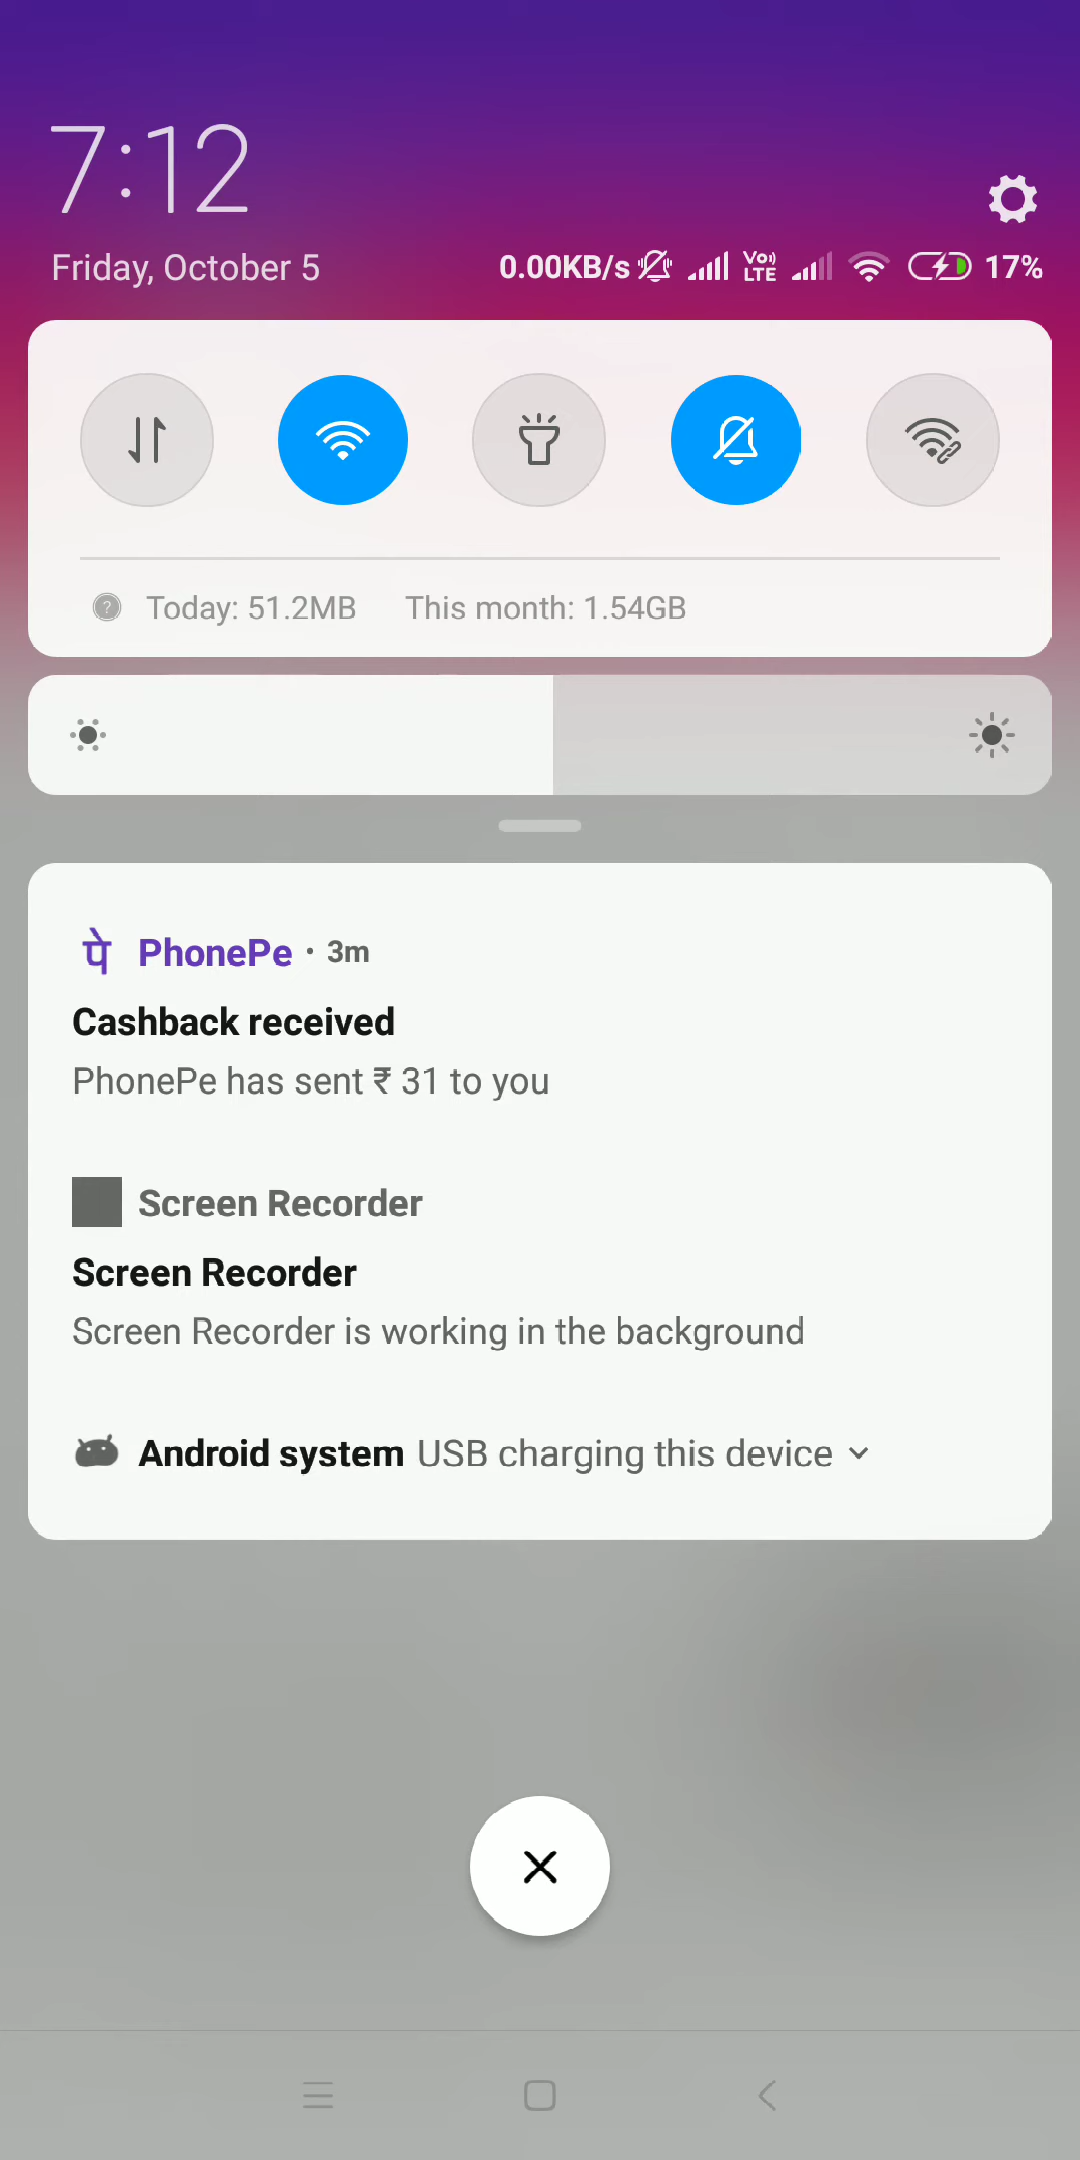 7:12
Friday, October 5
0.00KB/s VoLTE 17%
Today: 51.2MB This month: 1.54GB
पे PhonePe · 3m
Cashback received
PhonePe has sent ₹ 31 to you
Screen Recorder
Screen Recorder
Screen Recorder is working in the background
Android system USB charging this device